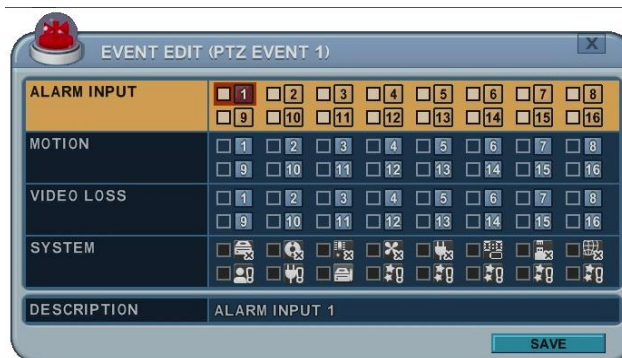 EVENT EDIT (PTZ EVENT 1)
X
ALARM INPUT 1 2 3 4 5 6 7 8
9 10 11 12 13 14 15 16
MOTION 1 2 3 4 5 6 7 8
9 10 11 12 13 14 15 16
VIDEO LOSS 1 2 3 4 5 6 7 8
9 10 11 12 13 14 15 16
SYSTEM
DESCRIPTION ALARM INPUT 1
SAVE